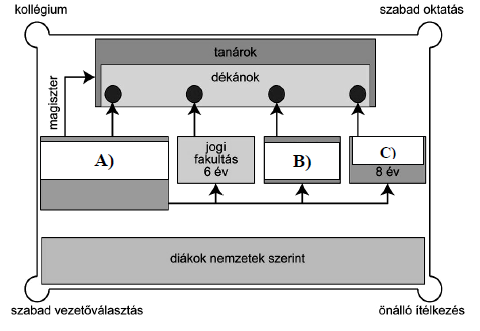 kollégium
szabad oktatás
tanárok
dékánok
magiszter
A)
jogi
fakultás
6 év
B)
C)
8 év
diákok nemzetek szerint
szabad vezetőválasztás
önálló ítélkezés